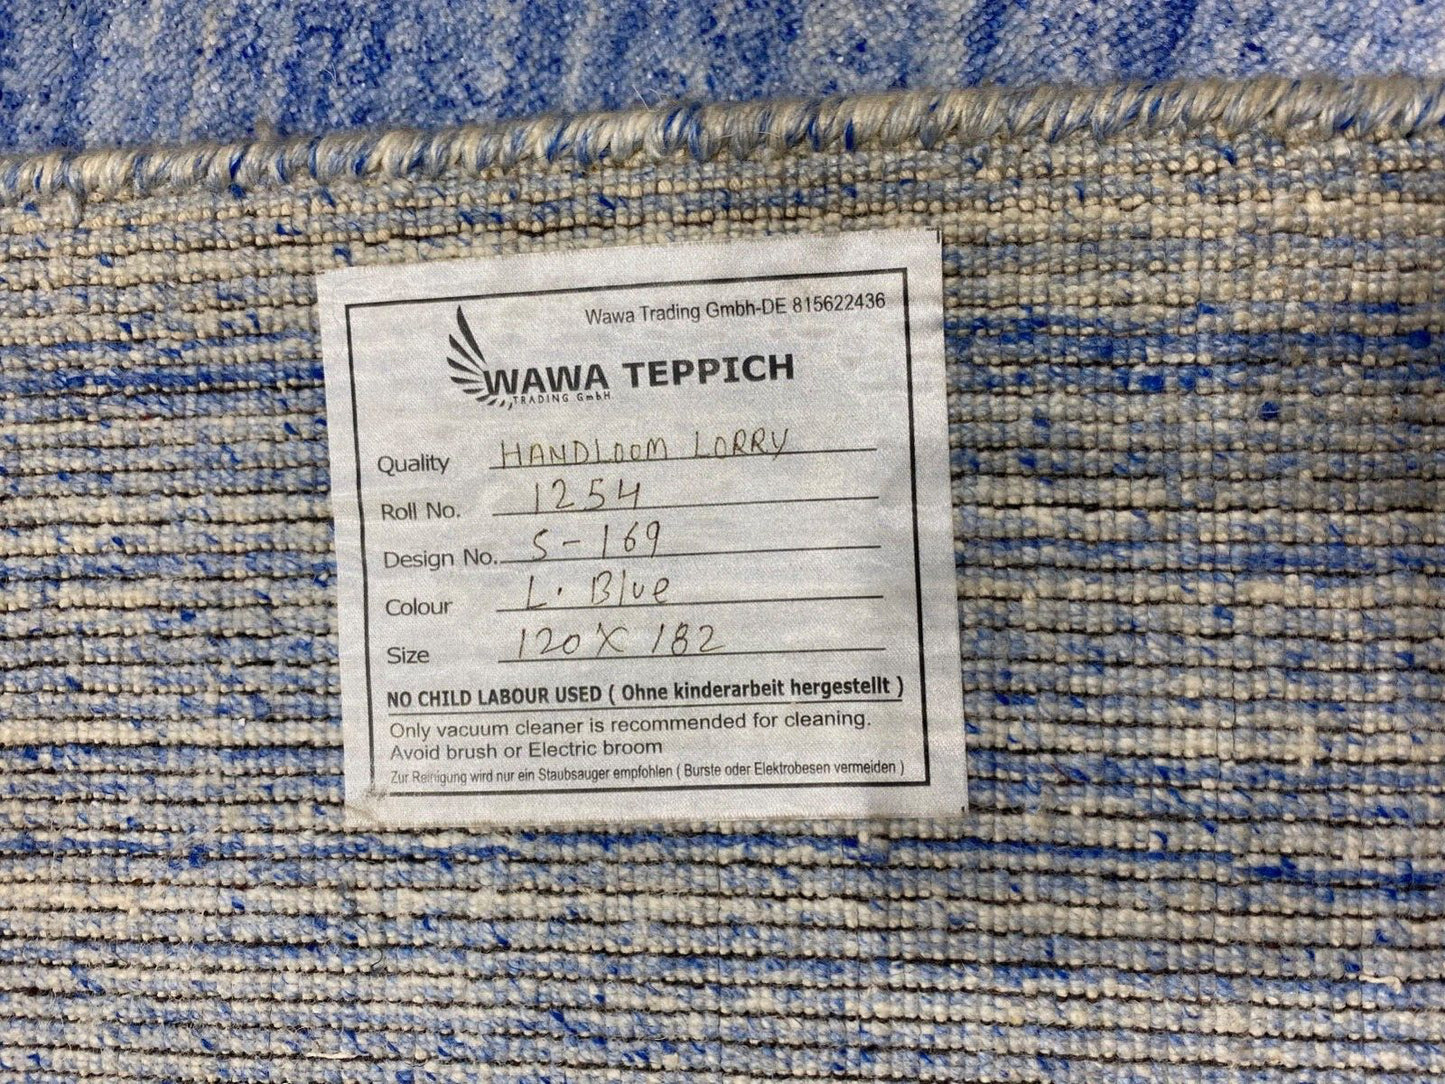 Wawa Trading Gmbh-DE 815622436
WAWA TEPPICH
TRADING GmbH.
Quality HANDLOOM LORRY
Roll No. 1254
Design No. S-169
Colour L. Blue
Size 120 X 182
NO CHILD LABOUR USED ( Ohne kinderarbeit hergestellt )
Only vacuum cleaner is recommended for cleaning.
Avoid brush or Electric broom
Zur Reinigung wird nur ein Staubsauger empfohlen ( Burste oder Elektrobesen vermeiden )